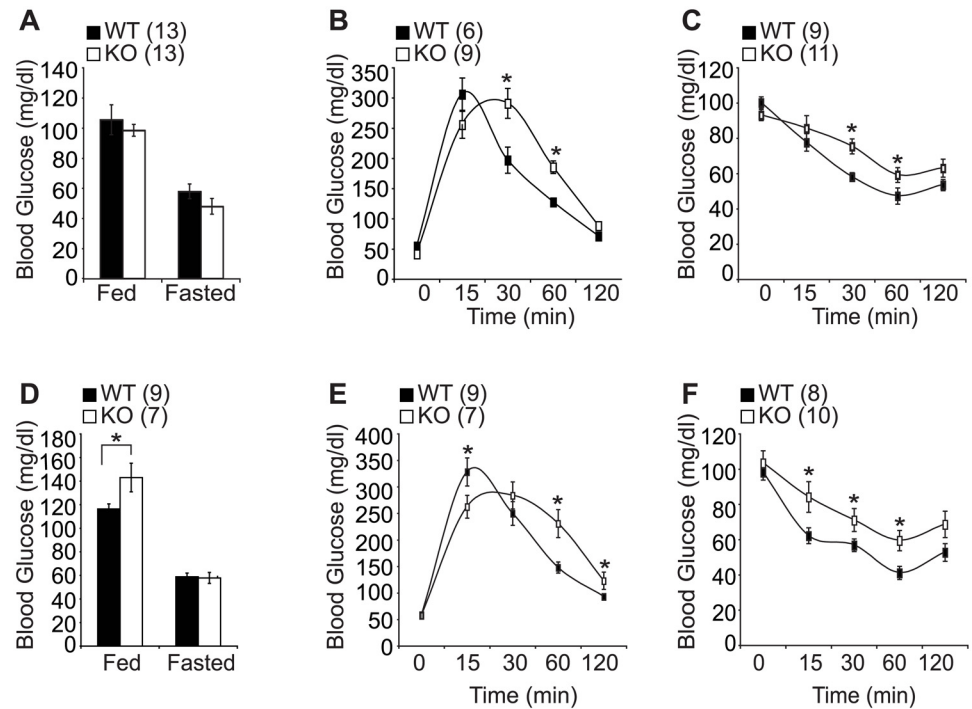 A
WT (13)
KO (13)
Blood Glucose (mg/dl)
140
120
100
80
60
40
20
0
Fed Fasted
B
WT (6)
KO (9)
Blood Glucose (mg/dl)
350
300
250
200
150
100
50
0
* *
0 15 30 60 120
Time (min)
C
WT (9)
KO (11)
Blood Glucose (mg/dl)
120
100
80
60
40
20
0
* *
0 15 30 60 120
Time (min)
D
WT (9)
KO (7)
Blood Glucose (mg/dl)
180
160
140
120
100
80
60
40
20
0
*
Fed Fasted
E
WT (9)
KO (7)
Blood Glucose (mg/dl)
400
350
300
250
200
150
100
50
0
* * *
0 15 30 60 120
Time (min)
F
WT (8)
KO (10)
Blood Glucose (mg/dl)
120
100
80
60
40
20
0
* * *
0 15 30 60 120
Time (min)